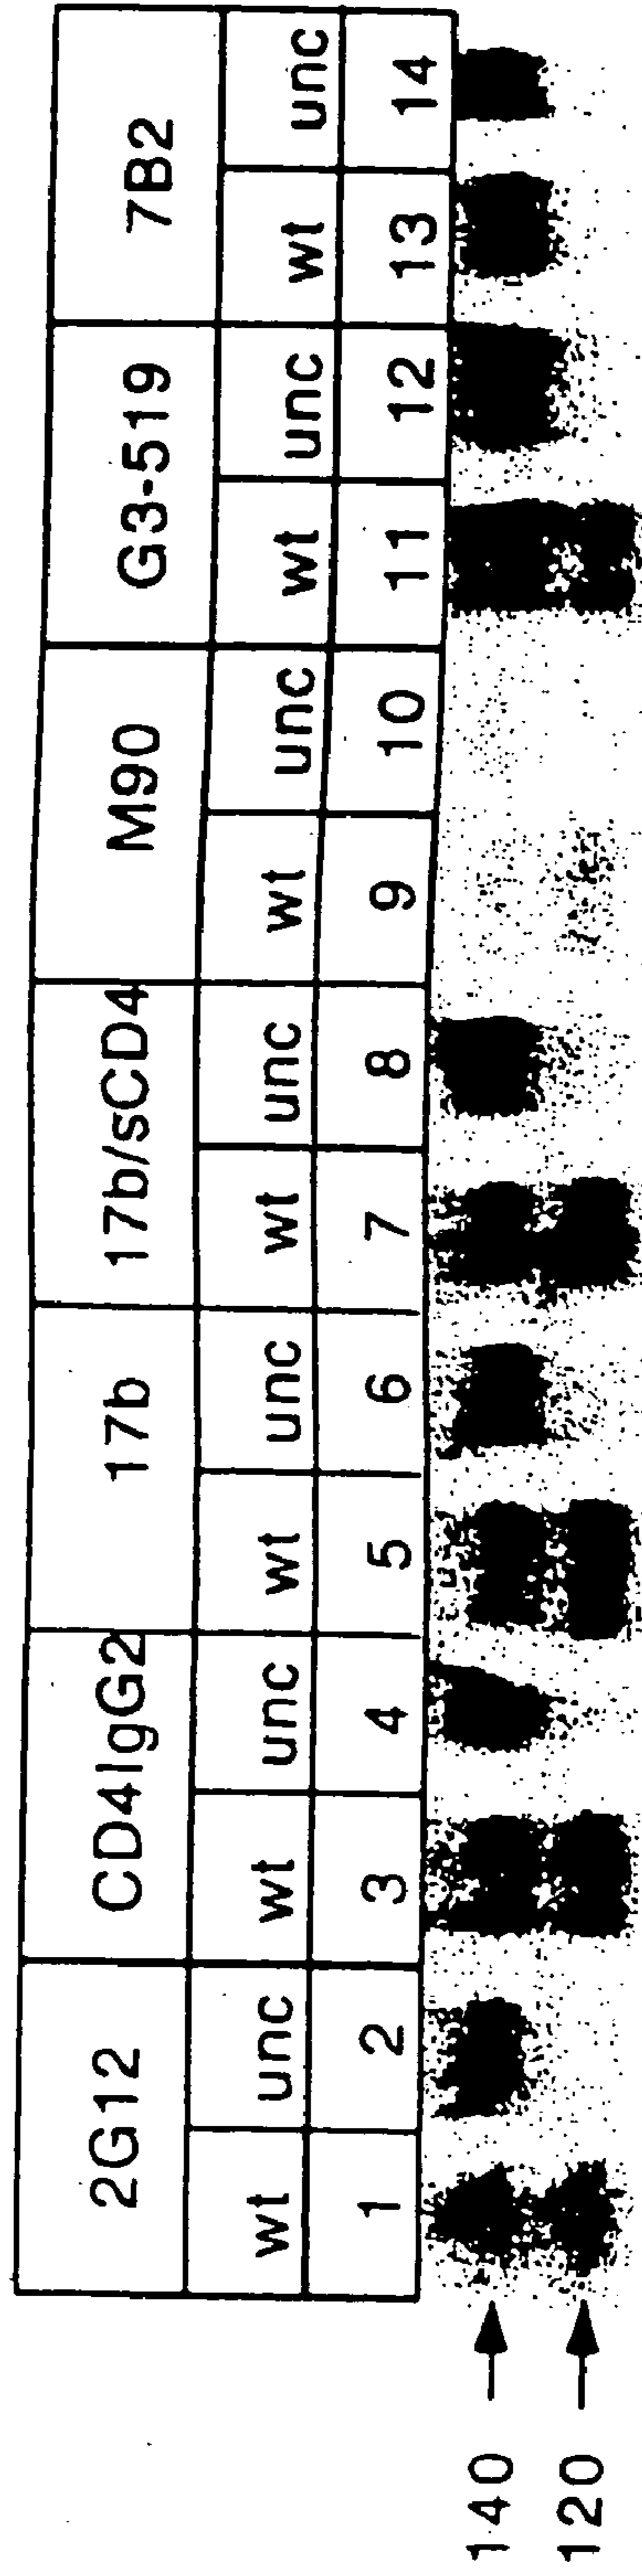 2G12 CD4IgG2 17b 17b/sCD4 M90 G3-519 7B2
wt unc wt unc wt unc wt unc wt unc wt unc wt unc
1 2 3 4 5 6 7 8 9 10 11 12 13 14
140
120